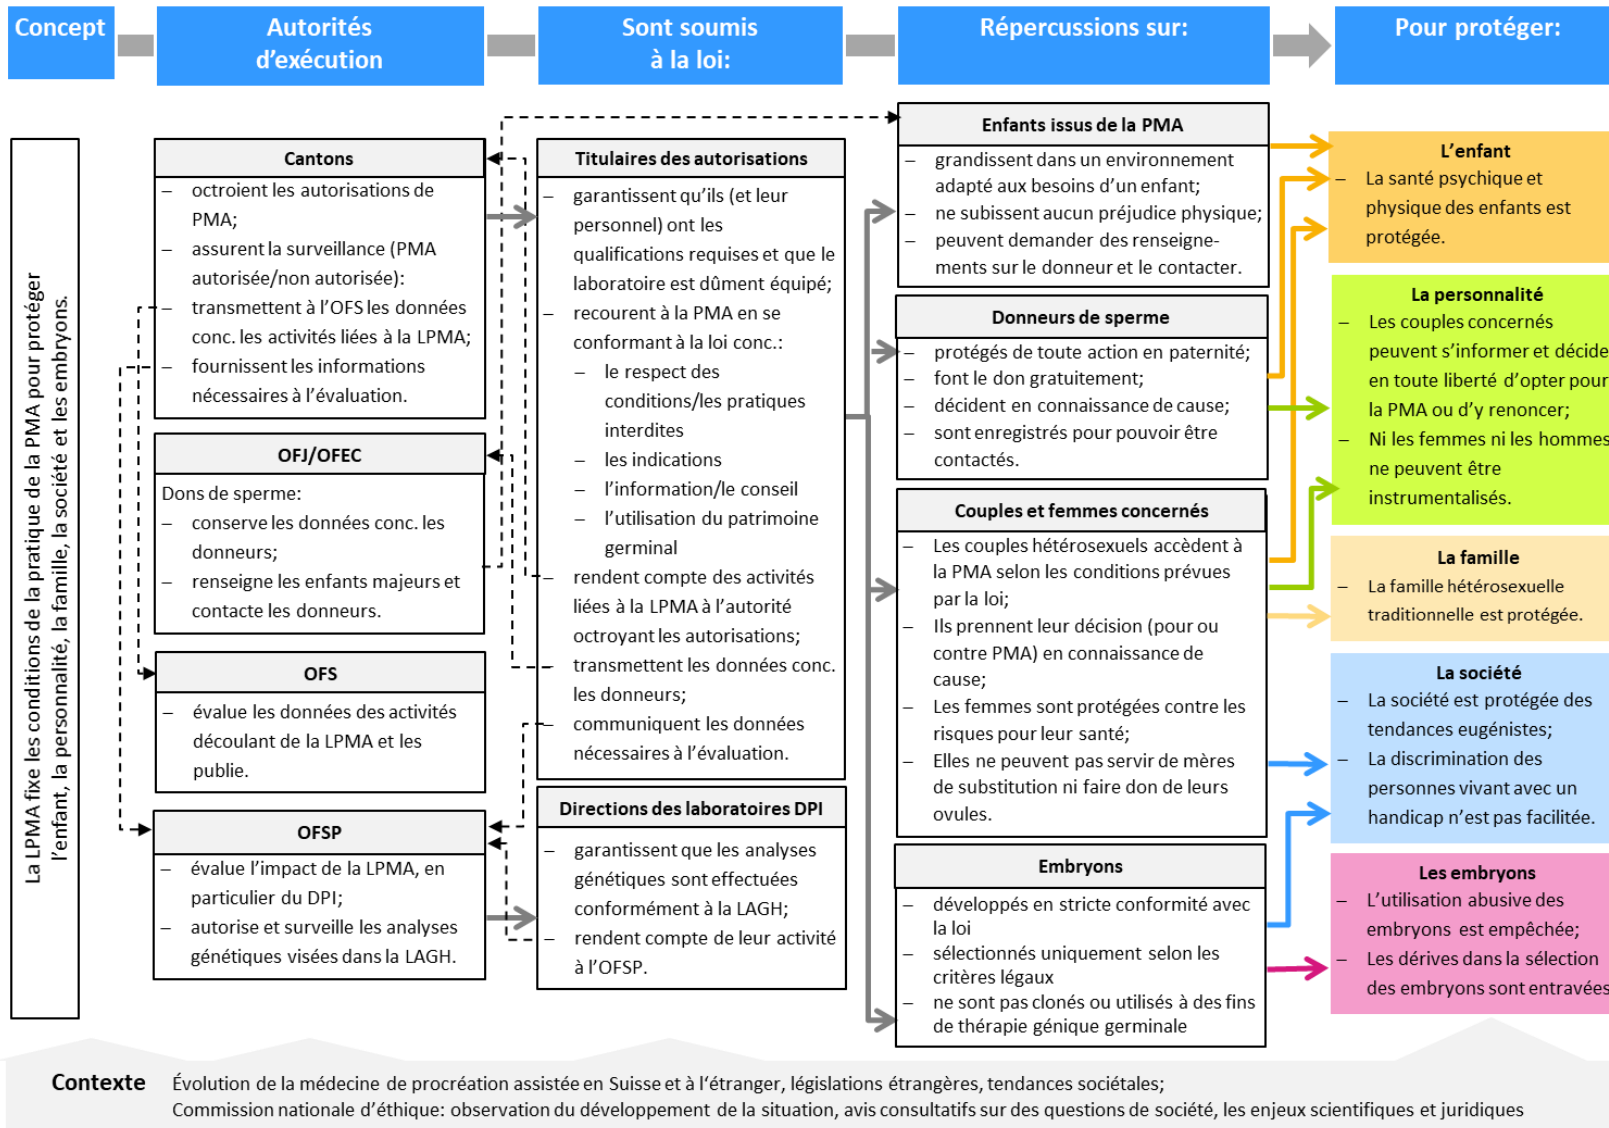 Concept
Autorités
d’exécution
Sont soumis
à la loi:
Répercussions sur:
Pour protéger:
La LPMA fixe les conditions de la pratique de la PMA pour protéger
l’enfant, la personnalité, la famille, la société et les embryons.
Cantons
– octroient les autorisations de
PMA;
– assurent la surveillance (PMA
autorisée/non autorisée):
– transmettent à l’OFS les données
conc. les activités liées à la LPMA;
– fournissent les informations
nécessaires à l’évaluation.
OFJ/OFEC
Dons de sperme:
– conserve les données conc. les
donneurs;
– renseigne les enfants majeurs et
contacte les donneurs.
OFS
– évalue les données des activités
découlant de la LPMA et les
publie.
OFSP
– évalue l’impact de la LPMA, en
particulier du DPI;
– autorise et surveille les analyses
génétiques visées dans la LAGH.
Titulaires des autorisations
– garantissent qu’ils (et leur
personnel) ont les
qualifications requises et que le
laboratoire est dûment équipé;
– recourent à la PMA en se
conformant à la loi conc.:
– le respect des
conditions/les pratiques
interdites
– les indications
– l’information/le conseil
– l’utilisation du patrimoine
germinal
– rendent compte des activités
liées à la LPMA à l’autorité
octroyant les autorisations;
– transmettent les données conc.
les donneurs;
– communiquent les données
nécessaires à l’évaluation.
Directions des laboratoires DPI
– garantissent que les analyses
génétiques sont effectuées
conformément à la LAGH;
– rendent compte de leur activité
à l’OFSP.
Enfants issus de la PMA
– grandissent dans un environnement
adapté aux besoins d’un enfant;
– ne subissent aucun préjudice physique;
– peuvent demander des renseigne-
ments sur le donneur et le contacter.
Donneurs de sperme
– protégés de toute action en paternité;
– font le don gratuitement;
– décident en connaissance de cause;
– sont enregistrés pour pouvoir être
contactés.
Couples et femmes concernés
– Les couples hétérosexuels accèdent à
la PMA selon les conditions prévues
par la loi;
– Ils prennent leur décision (pour ou
contre PMA) en connaissance de
cause;
– Les femmes sont protégées contre les
risques pour leur santé;
– Elles ne peuvent pas servir de mères
de substitution ni faire don de leurs
ovules.
Embryons
– développés en stricte conformité avec
la loi
– sélectionnés uniquement selon les
critères légaux
– ne sont pas clonés ou utilisés à des fins
de thérapie génique germinale
L’enfant
– La santé psychique et
physique des enfants est
protégée.
La personnalité
– Les couples concernés
peuvent s’informer et décide
en toute liberté d’opter pour
la PMA ou d’y renoncer;
– Ni les femmes ni les hommes
ne peuvent être
instrumentalisés.
La famille
– La famille hétérosexuelle
traditionnelle est protégée.
La société
– La société est protégée des
tendances eugénistes;
– La discrimination des
personnes vivant avec un
handicap n’est pas facilitée.
Les embryons
– L’utilisation abusive des
embryons est empêchée;
– Les dérives dans la sélection
des embryons sont entravées
Contexte Évolution de la médecine de procréation assistée en Suisse et à l‘étranger, législations étrangères, tendances sociétales;
Commission nationale d’éthique: observation du développement de la situation, avis consultatifs sur des questions de société, les enjeux scientifiques et juridiques